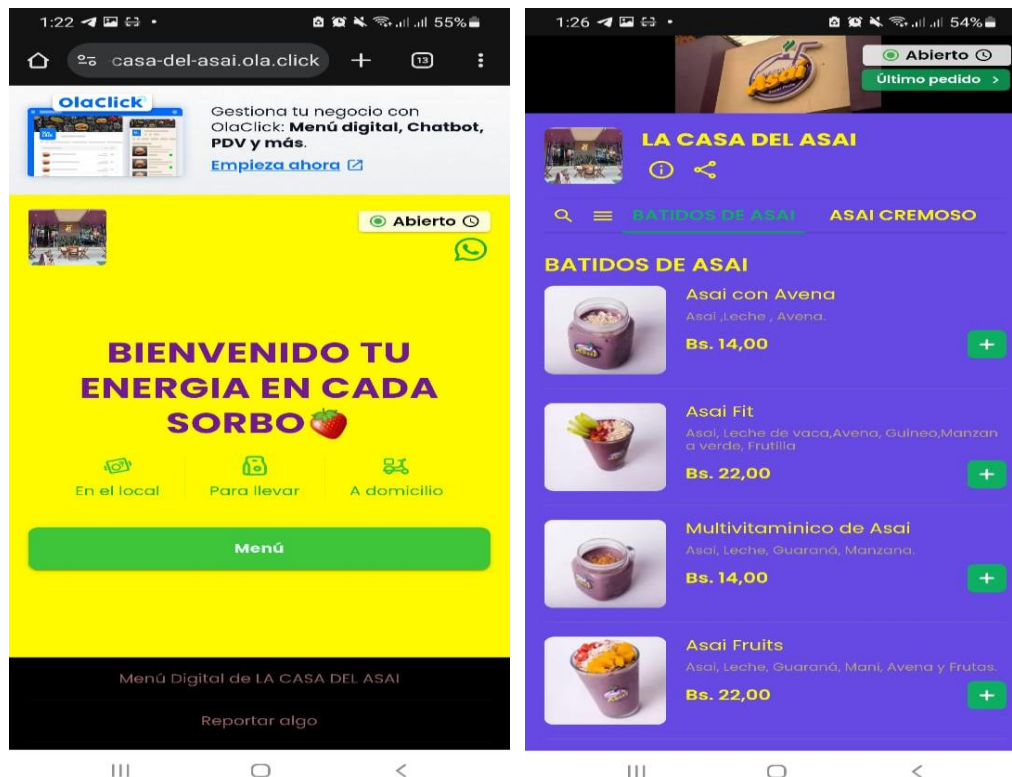 1:22
55%
casa-del-asai.ola.click
13
OlaClick
Gestiona tu negocio con
OlaClick: Menú digital, Chatbot,
PDV y más.
Empieza ahora
Abierto
BIENVENIDO TU
ENERGIA EN CADA
SORBO
En el local
Para llevar
A domicilio
Menú
Menú Digital de LA CASA DEL ASAI
Reportar algo
1:26
54%
Asai
Abierto
Último pedido >
LA CASA DEL ASAI
BATIDOS DE ASAI
ASAI CREMOSO
BATIDOS DE ASAI
Asai con Avena
Asai ,Leche , Avena.
Bs. 14,00
+
Asai Fit
Asai, Leche de vaca,Avena, Guineo,Manzan
a verde, Frutilla
Bs. 22,00
+
Multivitamínico de Asai
Asai, Leche, Guaraná, Manzana.
Bs. 14,00
+
Asai Fruits
Asai, Leche, Guaraná, Mani, Avena y Frutas.
Bs. 22,00
+